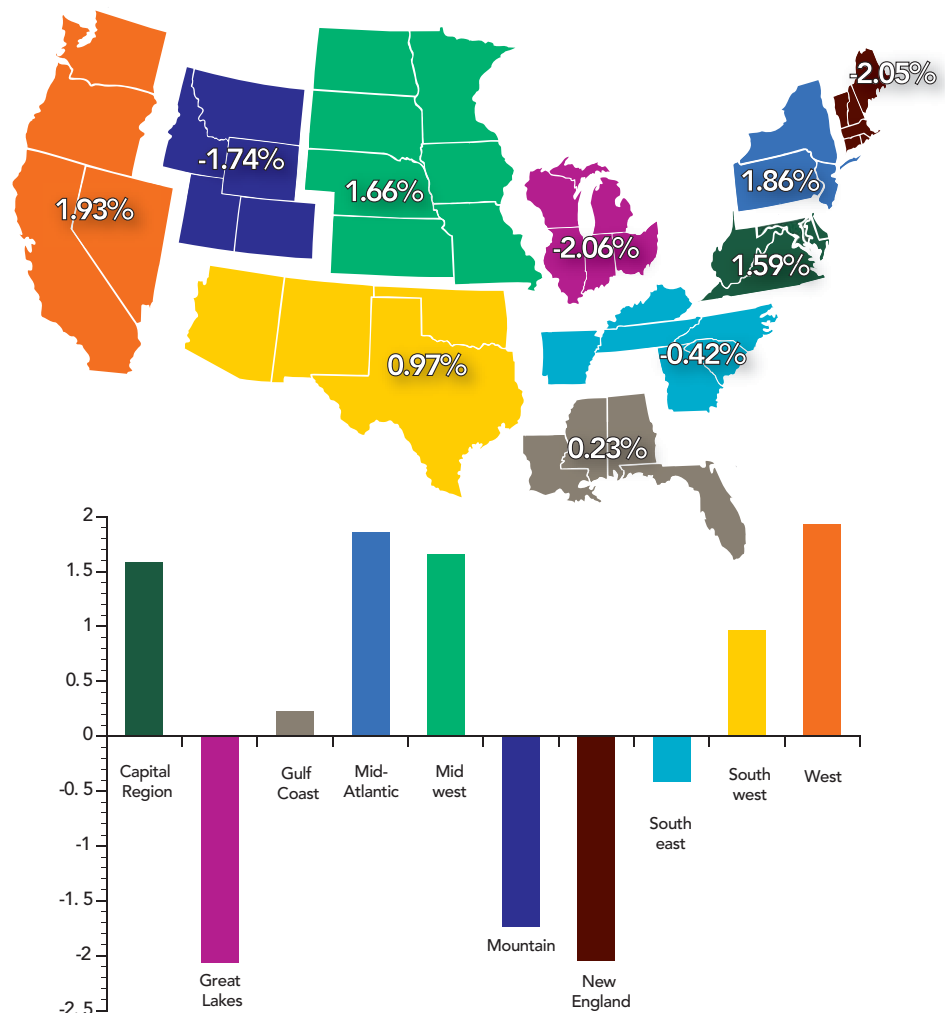 -2.05%
-1.74%
1.86%
1.66%
1.93%
-2.06%
1.59%
-0.42%
0.97%
0.23%
2
1.5
1
0.5
0
-0.5
-1
-1.5
-2
-2.5
Capital
Region
Great
Lakes
Gulf
Coast
Mid-
Atlantic
Mid
west
Mountain
New
England
South
east
South
west
West